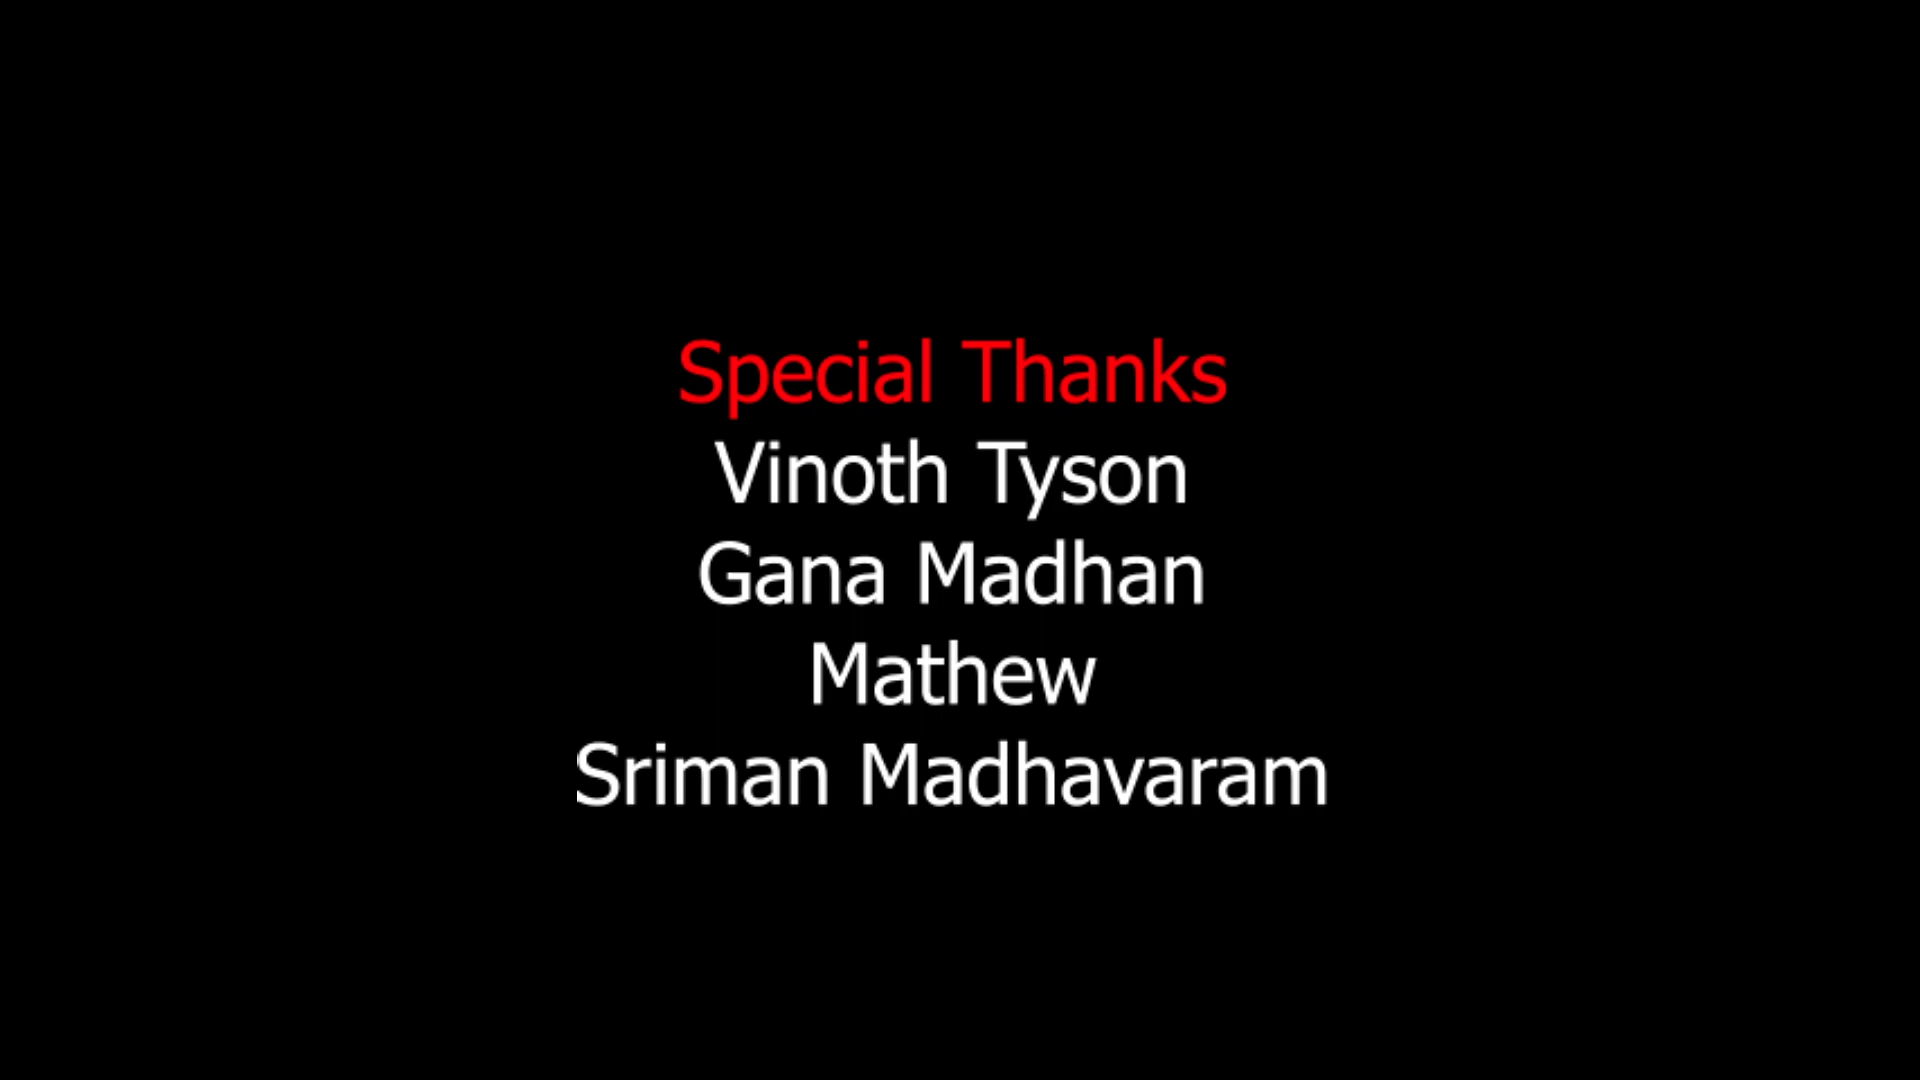 Special Thanks
Vinoth Tyson
Gana Madhan
Mathew
Sriman Madhavaram